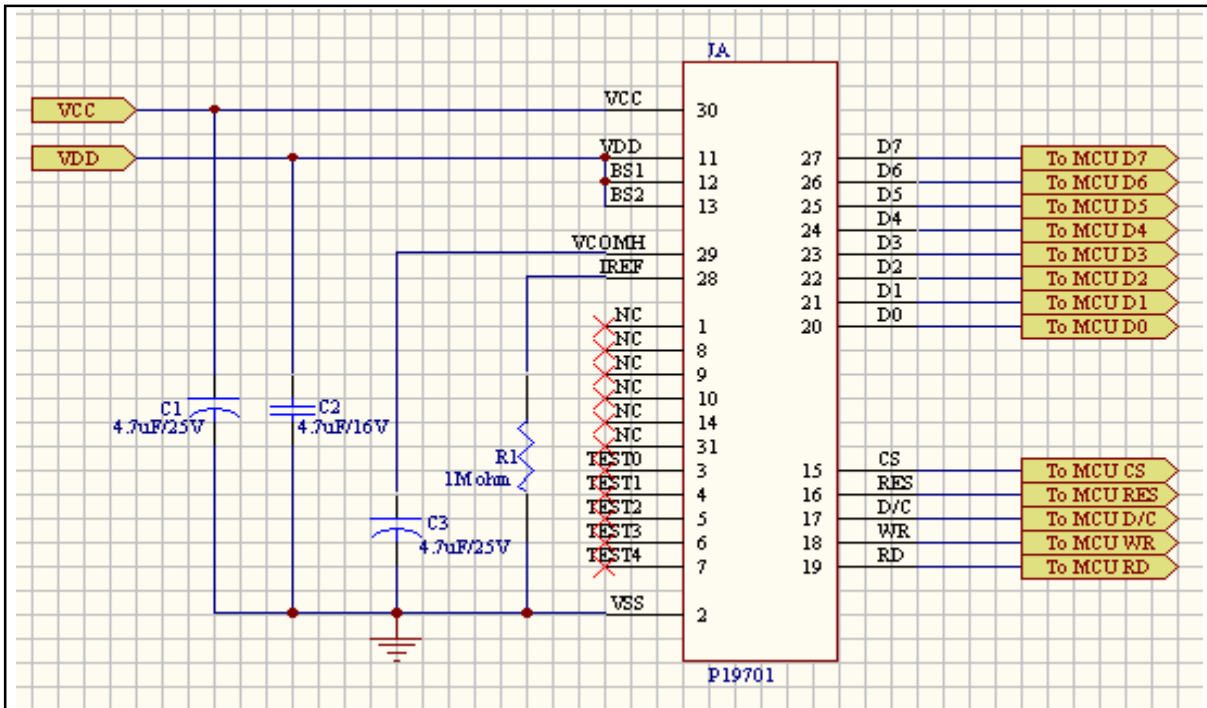 JA
VCC
VCC
30
VDD
VDD
11
BS1
12
BS2
13
VCOMH
29
IREF
28
NC
1
NC
8
NC
9
NC
10
NC
14
NC
31
TEST0
3
TEST1
4
TEST2
5
TEST3
6
TEST4
7
VSS
2
C1
4.7uF/25V
C2
4.7uF/16V
R1
1M ohm
C3
4.7uF/25V
27 D7 To MCU D7
26 D6 To MCU D6
25 D5 To MCU D5
24 D4 To MCU D4
23 D3 To MCU D3
22 D2 To MCU D2
21 D1 To MCU D1
20 D0 To MCU D0
15 CS To MCU CS
16 RES To MCU RES
17 D/C To MCU D/C
18 WR To MCU WR
19 RD To MCU RD
P19701